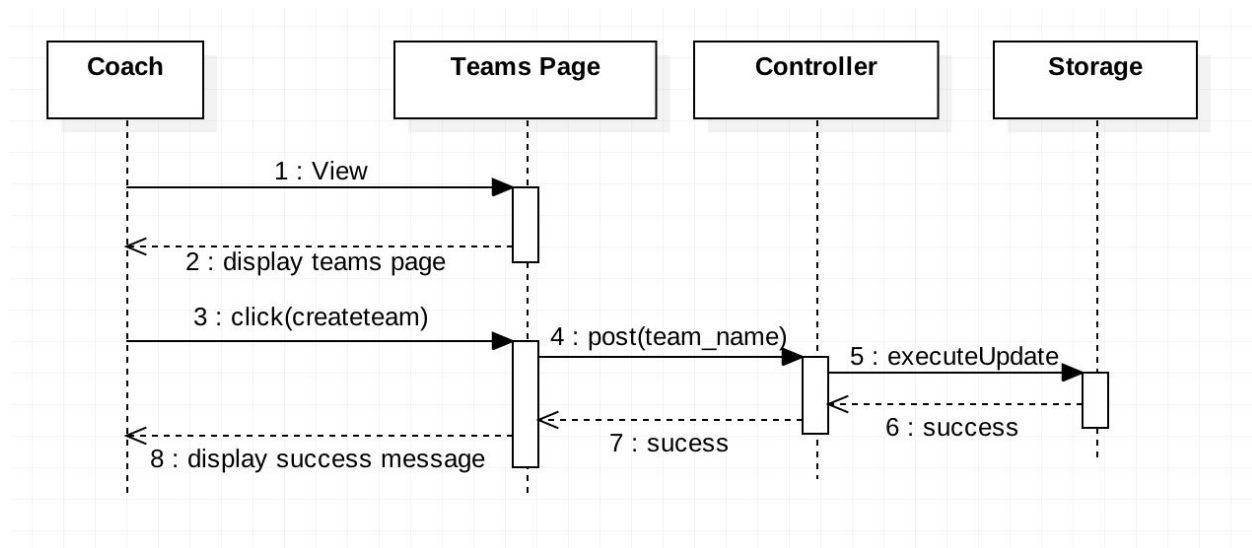 Coach
Teams Page
Controller
Storage
1 : View
2 : display teams page
3 : click(createteam)
4 : post(team_name)
5 : executeUpdate
6 : success
7 : sucess
8 : display success message